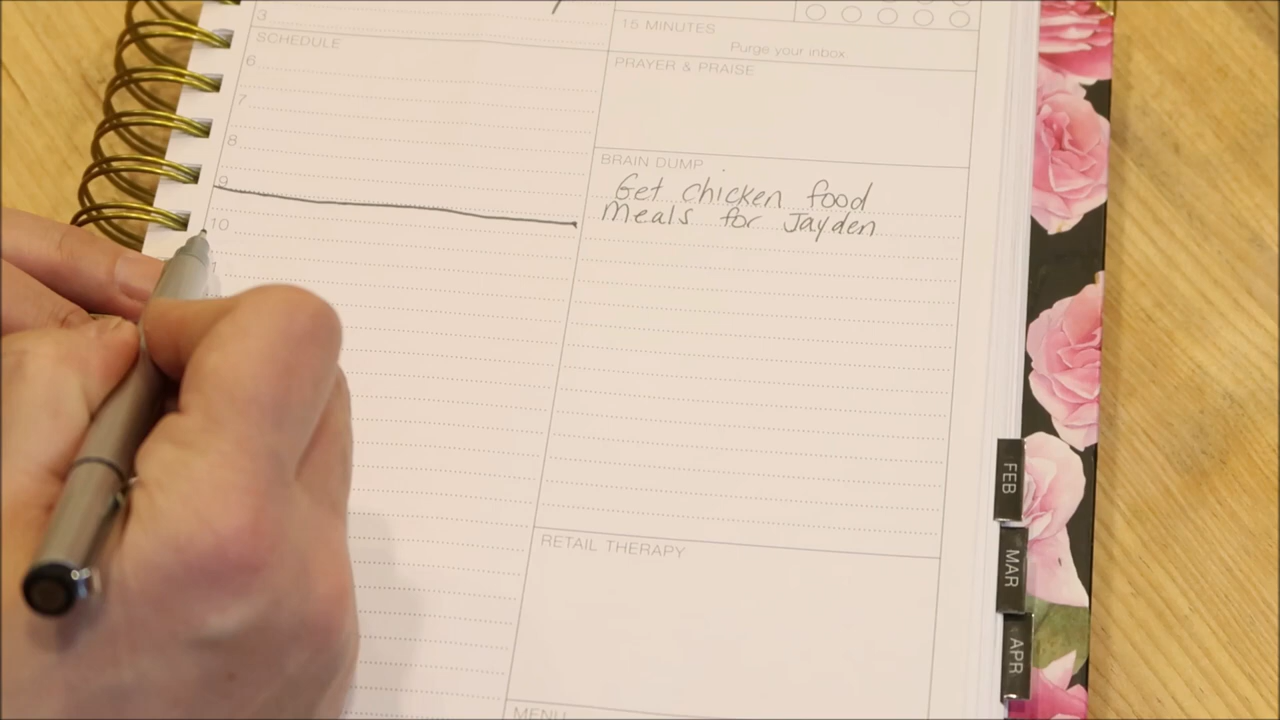 3
SCHEDULE
6
7
8
9
10
15 MINUTES
Purge your inbox
PRAYER & PRAISE
BRAIN DUMP
Get chicken food
Meals for Jayden
RETAIL THERAPY
MENU
FEB
MAR
APR